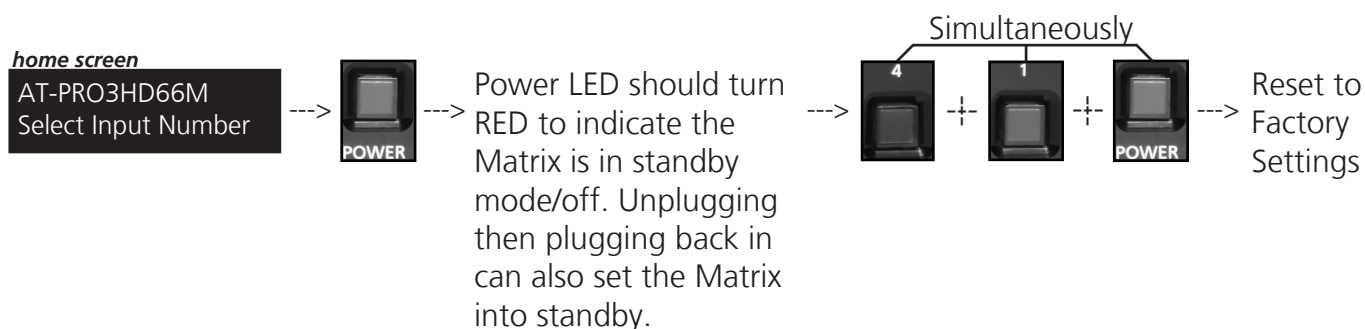 Simultaneously
home screen
AT-PRO3HD66M
Select Input Number
--->
POWER
--->
Power LED should turn
RED to indicate the
Matrix is in standby
mode/off. Unplugging
then plugging back in
can also set the Matrix
into standby.
--->
4
1
POWER
--->
Reset to
Factory
Settings